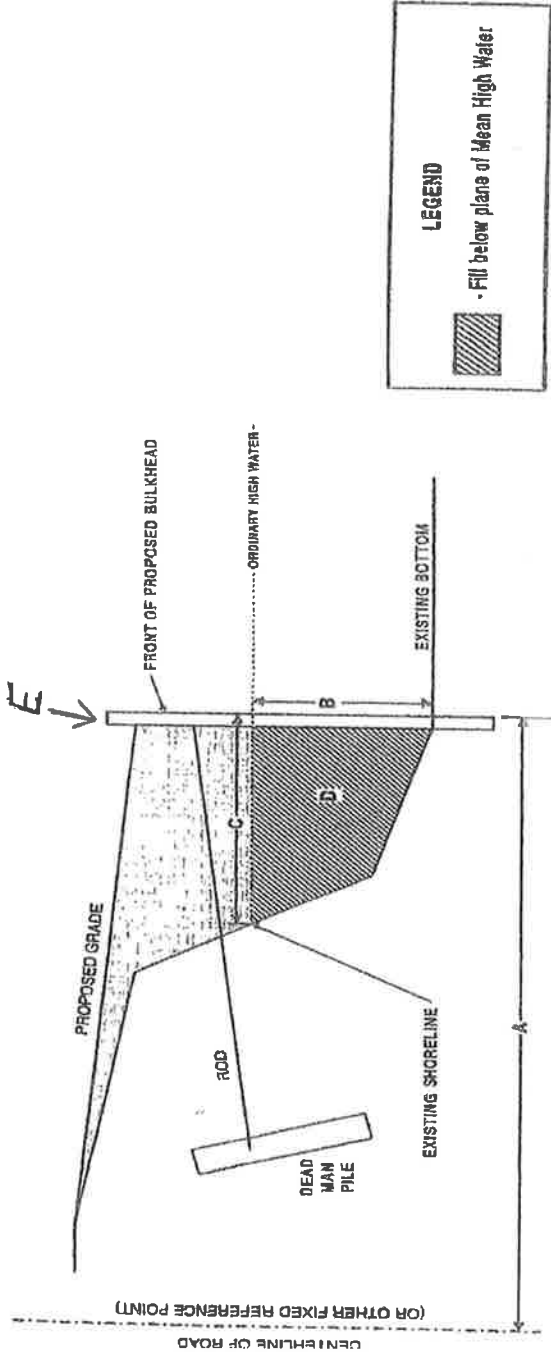 E
FRONT OF PROPOSED BULKHEAD
PROPOSED GRADE
-ORDINARY HIGH WATER-
C
B
D
ROD
DEAD
MAN
PILE
EXISTING BOTTOM
EXISTING SHORELINE
A
CENTERLINE OF ROAD
(OR OTHER FIXED REFERENCE POINT)
LEGEND
- Fill below plane of Mean High Water